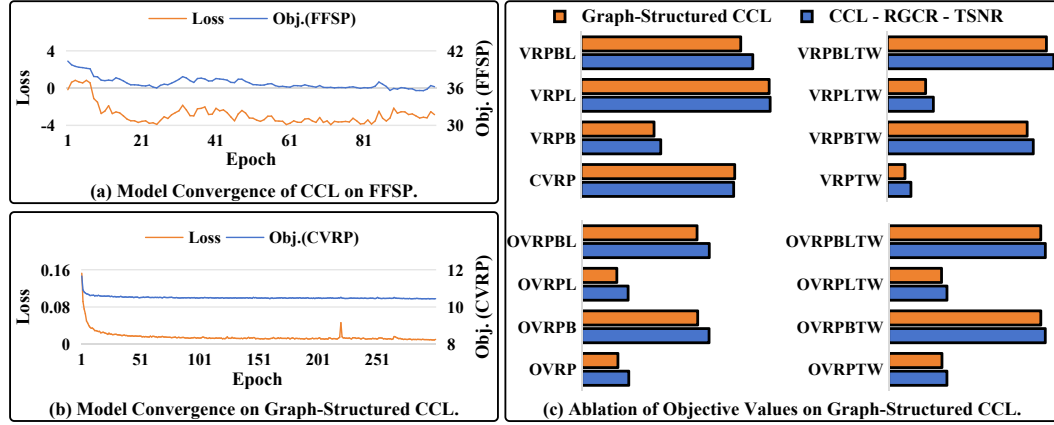 Loss Obj.(FFSP)
4 42
0 36
-4 30
Loss
Obj. (FFSP)
1 21 41 61 81
Epoch
(a) Model Convergence of CCL on FFSP.
Loss Obj.(CVRP)
0.16 12
0.08 10
0 8
Loss
Obj. (CVRP)
1 51 101 151 201 251
Epoch
(b) Model Convergence on Graph-Structured CCL.
Graph-Structured CCL CCL - RGCR - TSNR
VRPBL VRPBLTW
VRPL VRPLTW
VRPB VRPBTW
CVRP VRPTW
OVRPBL OVRPBLTW
OVRPL OVRPLTW
OVRPB OVRPBTW
OVRP OVRPTW
(c) Ablation of Objective Values on Graph-Structured CCL.